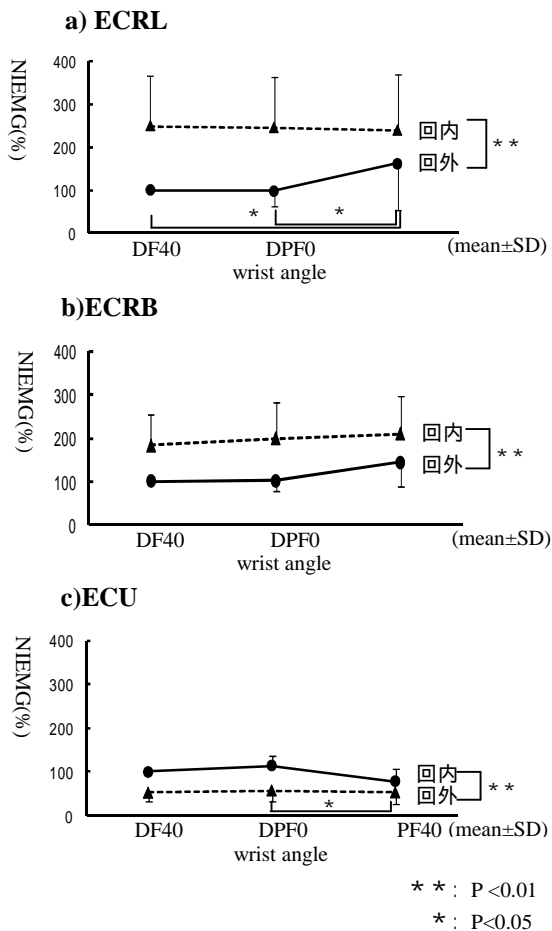 a) ECRL
NIEMG(%)
400
300
200
100
0
回内
回外
* *
*
*
DF40 DPF0 (mean±SD)
wrist angle
b)ECRB
NIEMG(%)
400
300
200
100
0
回内
回外
* *
DF40 DPF0 (mean±SD)
wrist angle
c)ECU
NIEMG(%)
400
300
200
100
0
回内
回外
* *
*
DF40 DPF0 PF40 (mean±SD)
wrist angle
* * : P <0.01
* : P<0.05